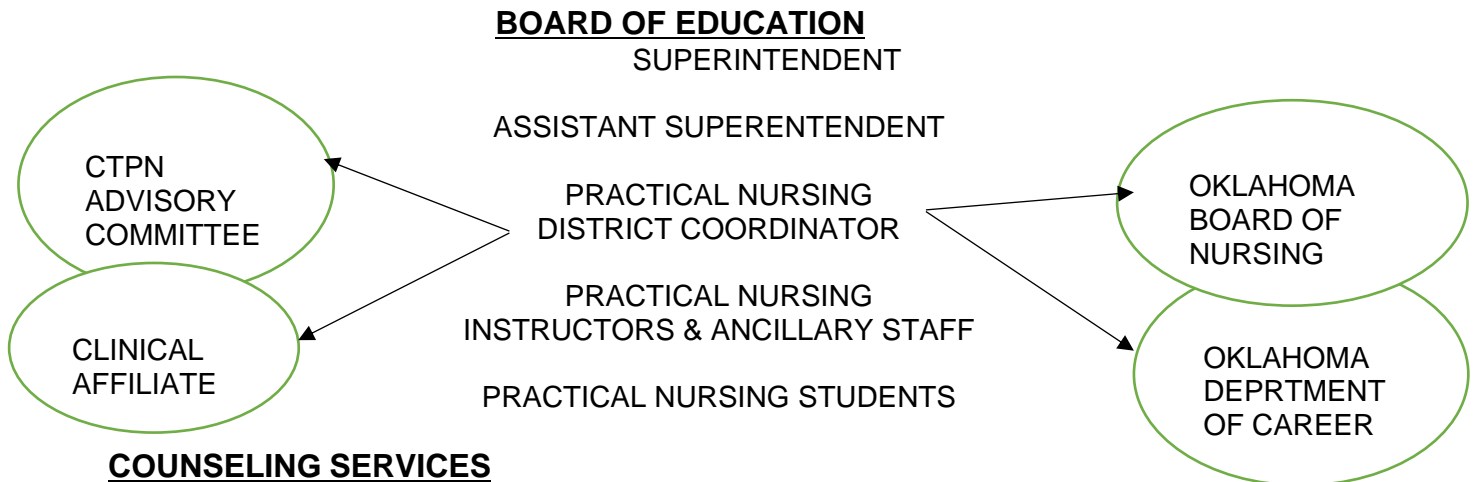 BOARD OF EDUCATION
SUPERINTENDENT
ASSISTANT SUPERENTENDENT
CTPN
ADVISORY
COMMITTEE
PRACTICAL NURSING
DISTRICT COORDINATOR
OKLAHOMA
BOARD OF
NURSING
PRACTICAL NURSING
INSTRUCTORS & ANCILLARY STAFF
CLINICAL
AFFILIATE
OKLAHOMA
DEPRTMENT
OF CAREER
PRACTICAL NURSING STUDENTS
COUNSELING SERVICES